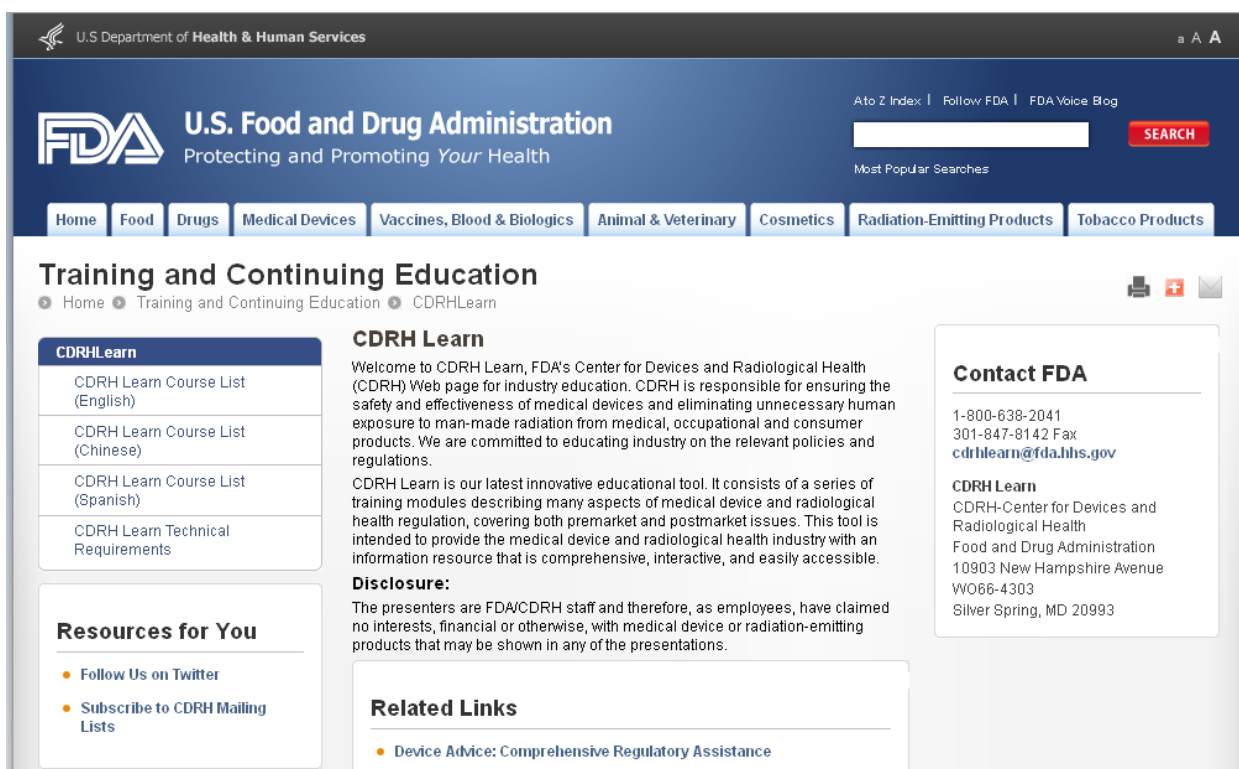 U.S Department of Health & Human Services
a A A
FDA
U.S. Food and Drug Administration
Protecting and Promoting Your Health
A to Z Index | Follow FDA | FDA Voice Blog
SEARCH
Most Popular Searches
Home Food Drugs Medical Devices Vaccines, Blood & Biologics Animal & Veterinary Cosmetics Radiation-Emitting Products Tobacco Products
Training and Continuing Education
Home Training and Continuing Education CDRHLearn
CDRHLearn
CDRH Learn Course List
(English)
CDRH Learn Course List
(Chinese)
CDRH Learn Course List
(Spanish)
CDRH Learn Technical
Requirements
Resources for You
Follow Us on Twitter
Subscribe to CDRH Mailing
Lists
CDRH Learn
Welcome to CDRH Learn, FDA's Center for Devices and Radiological Health
(CDRH) Web page for industry education. CDRH is responsible for ensuring the
safety and effectiveness of medical devices and eliminating unnecessary human
exposure to man-made radiation from medical, occupational and consumer
products. We are committed to educating industry on the relevant policies and
regulations.
CDRH Learn is our latest innovative educational tool. It consists of a series of
training modules describing many aspects of medical device and radiological
health regulation, covering both premarket and postmarket issues. This tool is
intended to provide the medical device and radiological health industry with an
information resource that is comprehensive, interactive, and easily accessible.
Disclosure:
The presenters are FDA/CDRH staff and therefore, as employees, have claimed
no interests, financial or otherwise, with medical device or radiation-emitting
products that may be shown in any of the presentations.
Related Links
Device Advice: Comprehensive Regulatory Assistance
Contact FDA
1-800-638-2041
301-847-8142 Fax
cdrhlearn@fda.hhs.gov
CDRH Learn
CDRH-Center for Devices and
Radiological Health
Food and Drug Administration
10903 New Hampshire Avenue
WO66-4303
Silver Spring, MD 20993